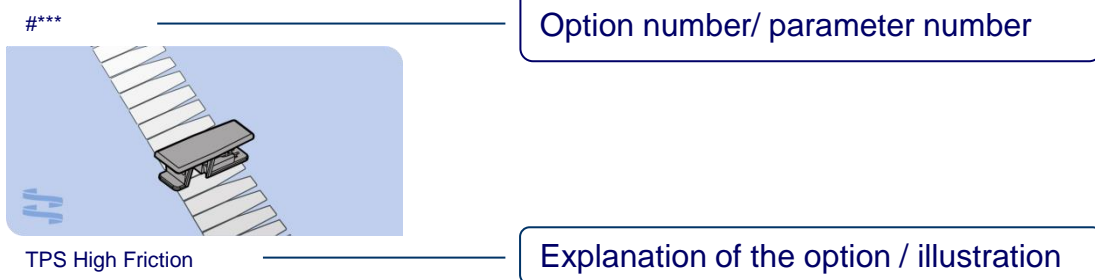 #***
Option number/ parameter number
TPS High Friction
Explanation of the option / illustration